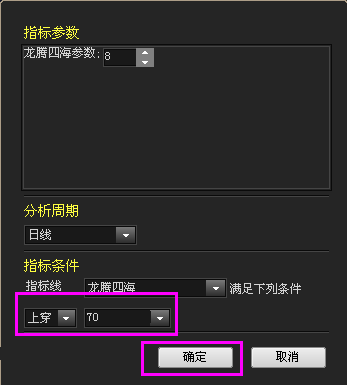 指标参数
龙腾四海参数: 8
分析周期
日线
指标条件
指标线 龙腾四海 满足下列条件
上穿 70
确定 取消